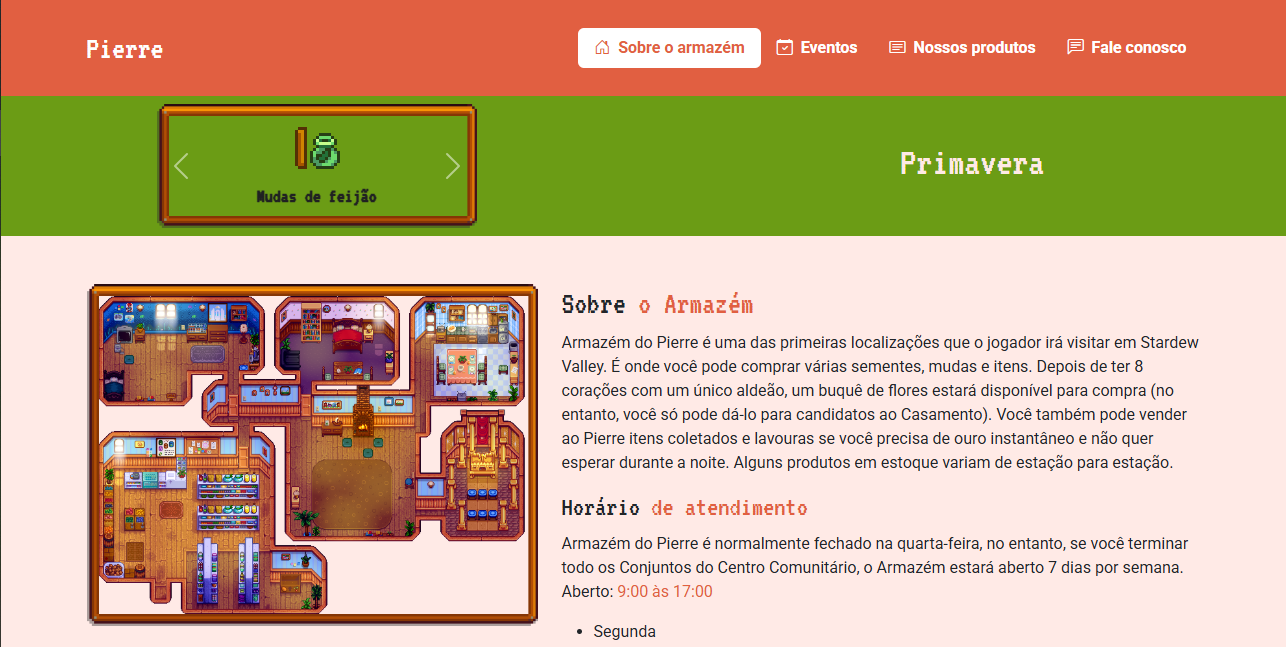 Pierre
Sobre o armazém
Eventos
Nossos produtos
Fale conosco
Mudas de feijão
Primavera
Sobre o Armazém
Armazém do Pierre é uma das primeiras localizações que o jogador irá visitar em Stardew
Valley. É onde você pode comprar várias sementes, mudas e itens. Depois de ter 8
corações com um único aldeão, um buquê de flores estará disponível para compra (no
entanto, você só pode dá-lo para candidatos ao Casamento). Você também pode vender
ao Pierre itens coletados e lavouras se você precisa de ouro instantâneo e não quer
esperar durante a noite. Alguns produtos em estoque variam de estação para estação.
Horário de atendimento
Armazém do Pierre é normalmente fechado na quarta-feira, no entanto, se você terminar
todo os Conjuntos do Centro Comunitário, o Armazém estará aberto 7 dias por semana.
Aberto: 9:00 às 17:00
• Segunda